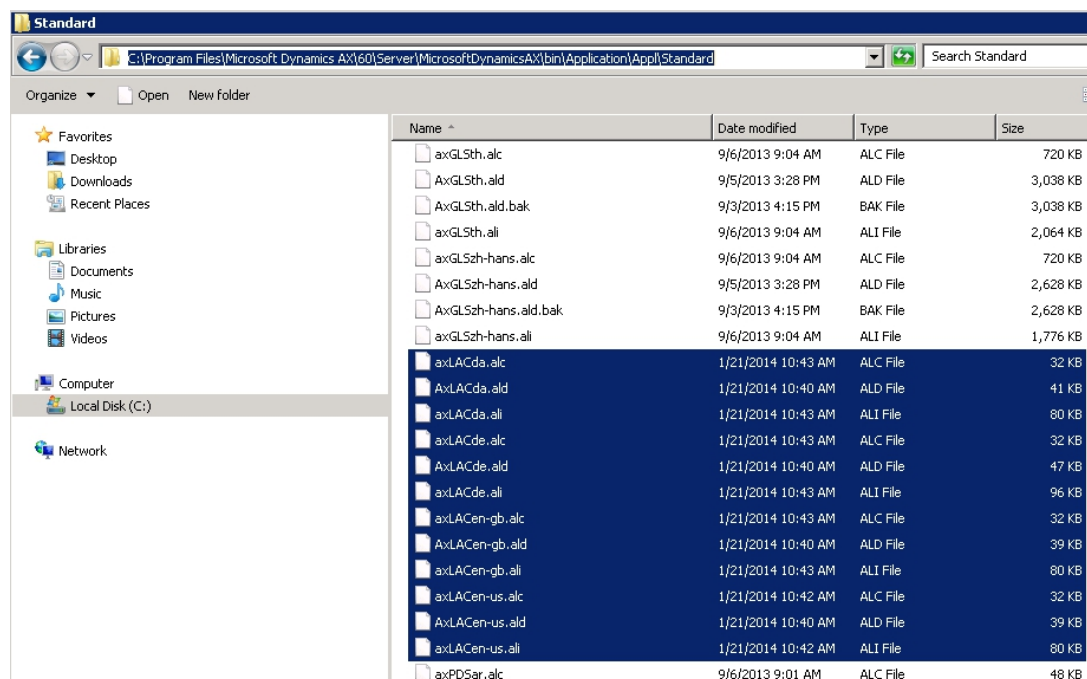 Standard
C:\Program Files\Microsoft Dynamics AX\60\Server\MicrosoftDynamicsAX\bin\Application\Appl\Standard
Search Standard
Organize Open New folder
Favorites
Desktop
Downloads
Recent Places
Libraries
Documents
Music
Pictures
Videos
Computer
Local Disk (C:)
Network
Name Date modified Type Size
axGLSth.alc 9/6/2013 9:04 AM ALC File 720 KB
AxGLSth.ald 9/5/2013 3:28 PM ALD File 3,038 KB
AxGLSth.ald.bak 9/3/2013 4:15 PM BAK File 3,038 KB
axGLSth.ali 9/6/2013 9:04 AM ALI File 2,064 KB
axGLSzh-hans.alc 9/6/2013 9:04 AM ALC File 720 KB
AxGLSzh-hans.ald 9/5/2013 3:28 PM ALD File 2,628 KB
AxGLSzh-hans.ald.bak 9/3/2013 4:15 PM BAK File 2,628 KB
axGLSzh-hans.ali 9/6/2013 9:04 AM ALI File 1,776 KB
axLACda.alc 1/21/2014 10:43 AM ALC File 32 KB
AxLACda.ald 1/21/2014 10:40 AM ALD File 41 KB
axLACda.ali 1/21/2014 10:43 AM ALI File 80 KB
axLACde.alc 1/21/2014 10:43 AM ALC File 32 KB
AxLACde.ald 1/21/2014 10:40 AM ALD File 47 KB
axLACde.ali 1/21/2014 10:43 AM ALI File 96 KB
axLACen-gb.alc 1/21/2014 10:43 AM ALC File 32 KB
AxLACen-gb.ald 1/21/2014 10:40 AM ALD File 39 KB
axLACen-gb.ali 1/21/2014 10:43 AM ALI File 80 KB
axLACen-us.alc 1/21/2014 10:42 AM ALC File 32 KB
AxLACen-us.ald 1/21/2014 10:40 AM ALD File 39 KB
axLACen-us.ali 1/21/2014 10:42 AM ALI File 80 KB
axPDSar.alc 9/6/2013 9:01 AM ALC File 48 KB